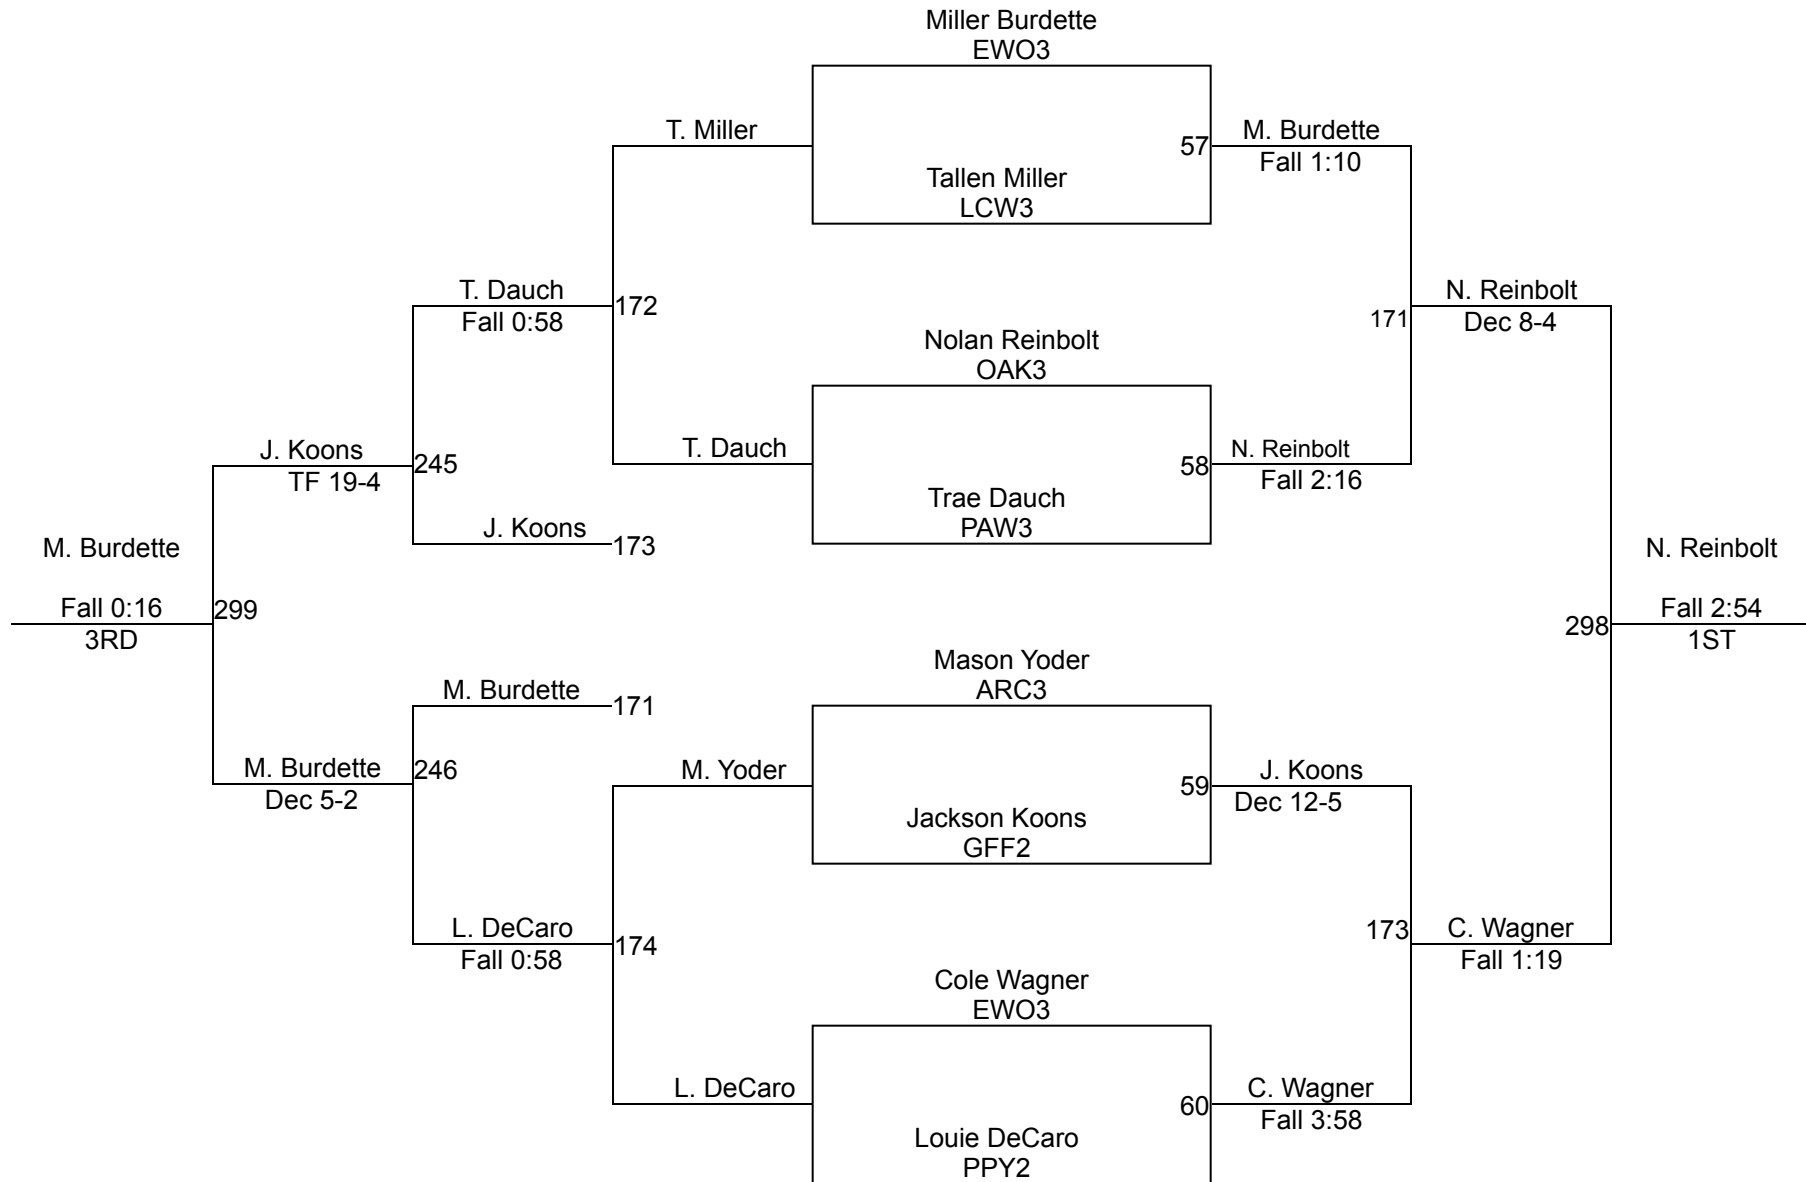 Miller Burdette
EWO3
T. Miller
57
M. Burdette
Fall 1:10
Tallen Miller
LCW3
T. Dauch
Fall 0:58
172
171
N. Reinbolt
Dec 8-4
Nolan Reinbolt
OAK3
J. Koons
TF 19-4
245
T. Dauch
58
N. Reinbolt
Fall 2:16
Trae Dauch
PAW3
J. Koons
173
M. Burdette
Fall 0:16
3RD
299
N. Reinbolt
Fall 2:54
1ST
298
Mason Yoder
ARC3
M. Burdette
171
M. Burdette
Dec 5-2
246
M. Yoder
59
J. Koons
Dec 12-5
Jackson Koons
GFF2
L. DeCaro
Fall 0:58
174
173
C. Wagner
Fall 1:19
Cole Wagner
EWO3
L. DeCaro
60
C. Wagner
Fall 3:58
Louie DeCaro
PPY2